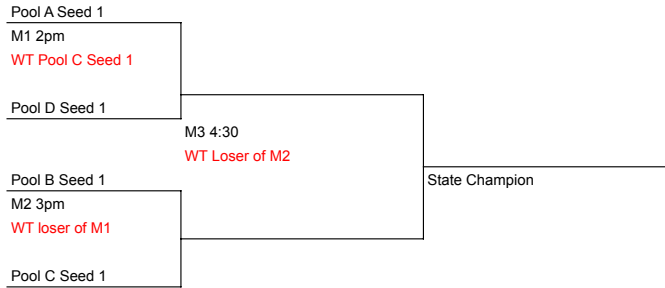 Pool A Seed 1
M1 2pm
WT Pool C Seed 1
Pool D Seed 1
M3 4:30
WT Loser of M2
Pool B Seed 1
State Champion
M2 3pm
WT loser of M1
Pool C Seed 1